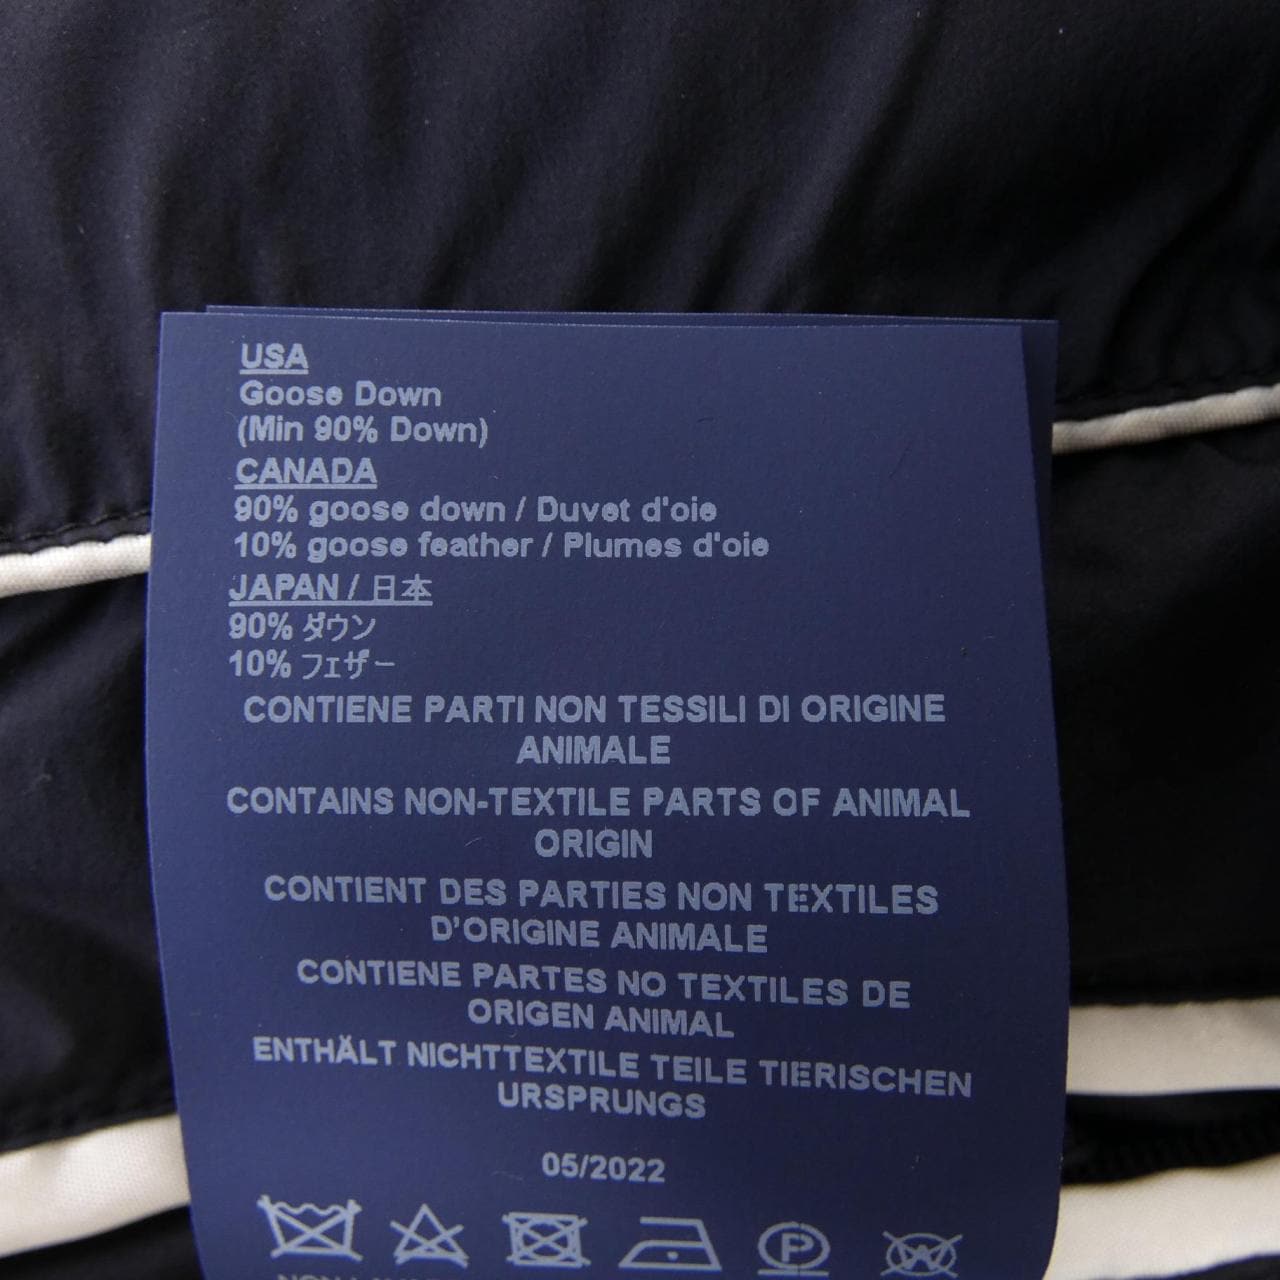 USA
Goose Down
(Min 90% Down)
CANADA
90% goose down / Duvet d'oie
10% goose feather / Plumes d'oie
JAPAN / 日本
90% ダウン
10% フェザー
CONTIENE PARTI NON TESSILI DI ORIGINE
ANIMALE
CONTAINS NON-TEXTILE PARTS OF ANIMAL
ORIGIN
CONTIENT DES PARTIES NON TEXTILES
D'ORIGINE ANIMALE
CONTIENE PARTES NO TEXTILES DE
ORIGEN ANIMAL
ENTHÄLT NICHTTEXTILE TEILE TIERISCHEN
URSPRUNGS
05/2022
P
W